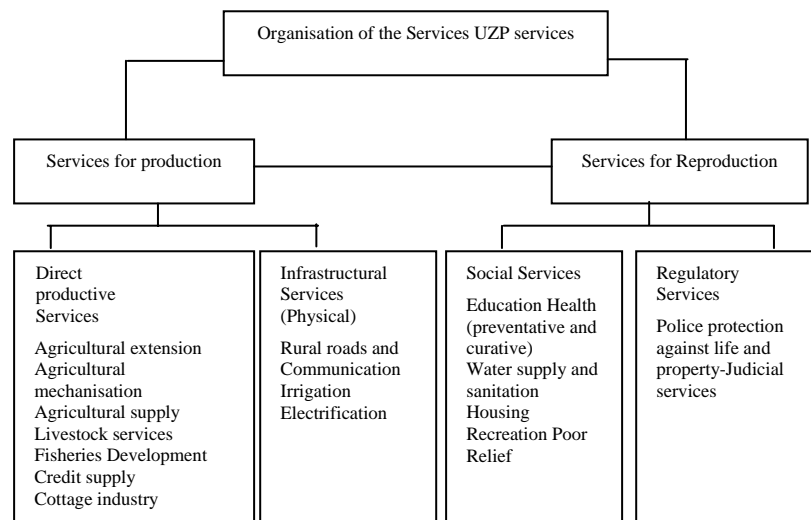 Organisation of the Services UZP services
Services for production
Services for Reproduction
Direct
productive
Services
Agricultural extension
Agricultural
mechanisation
Agricultural supply
Livestock services
Fisheries Development
Credit supply
Cottage industry
Infrastructural
Services
(Physical)
Rural roads and
Communication
Irrigation
Electrification
Social Services
Education Health
(preventative and
curative)
Water supply and
sanitation
Housing
Recreation Poor
Relief
Regulatory
Services
Police protection
against life and
property-Judicial
services